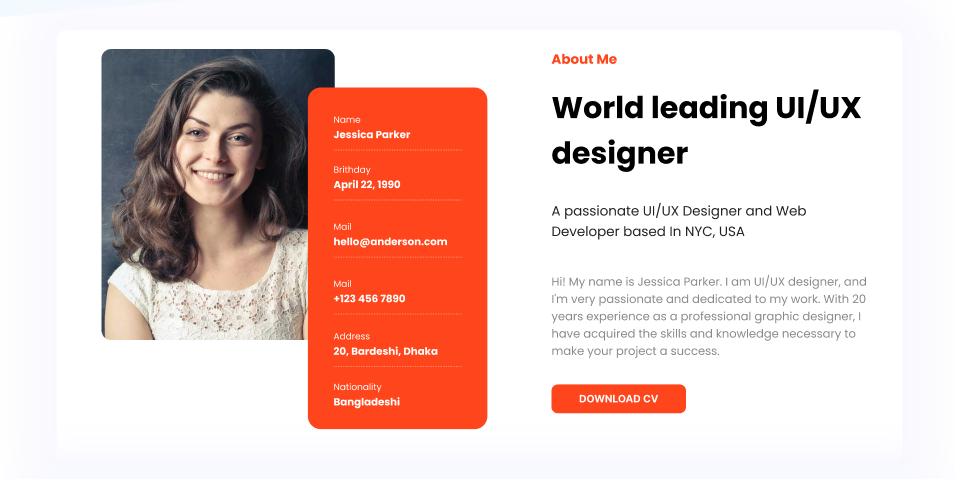 Name
Jessica Parker
Brithday
April 22, 1990
Mail
hello@anderson.com
Mail
+123 456 7890
Address
20, Bardeshi, Dhaka
Nationality
Bangladeshi
About Me
World leading UI/UX
designer
A passionate UI/UX Designer and Web
Developer based In NYC, USA
Hi! My name is Jessica Parker. I am UI/UX designer, and
I'm very passionate and dedicated to my work. With 20
years experience as a professional graphic designer, I
have acquired the skills and knowledge necessary to
make your project a success.
DOWNLOAD CV